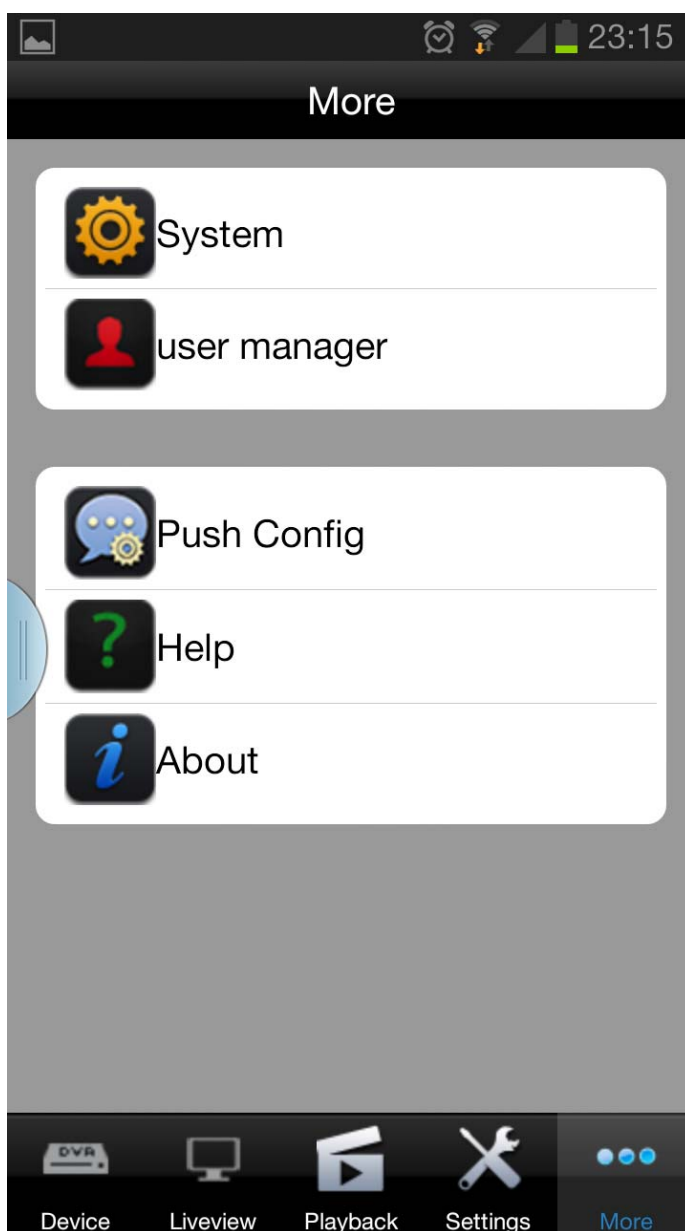 23:15
More
System
user manager
Push Config
?
Help
i
About
DVR
Device Liveview Playback Settings More